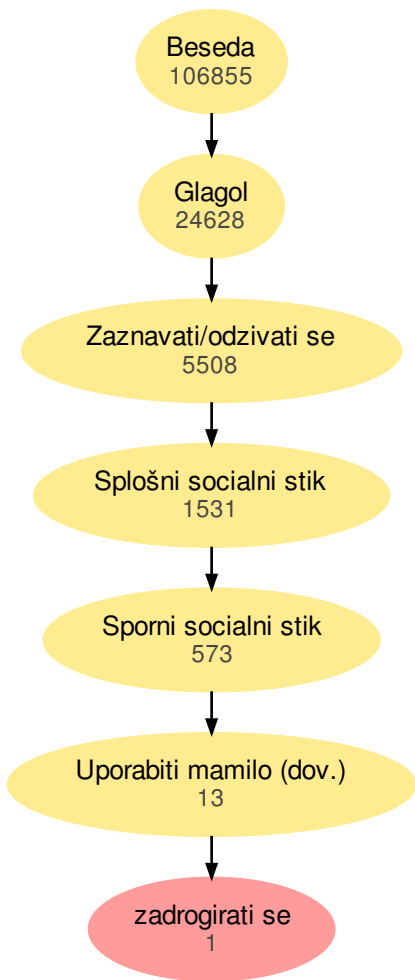 Beseda
106855
Glagol
24628
Zaznavati/odzivati se
5508
Splošni socialni stik
1531
Sporni socialni stik
573
Uporabiti mamilo (dov.)
13
zadrogirati se
1